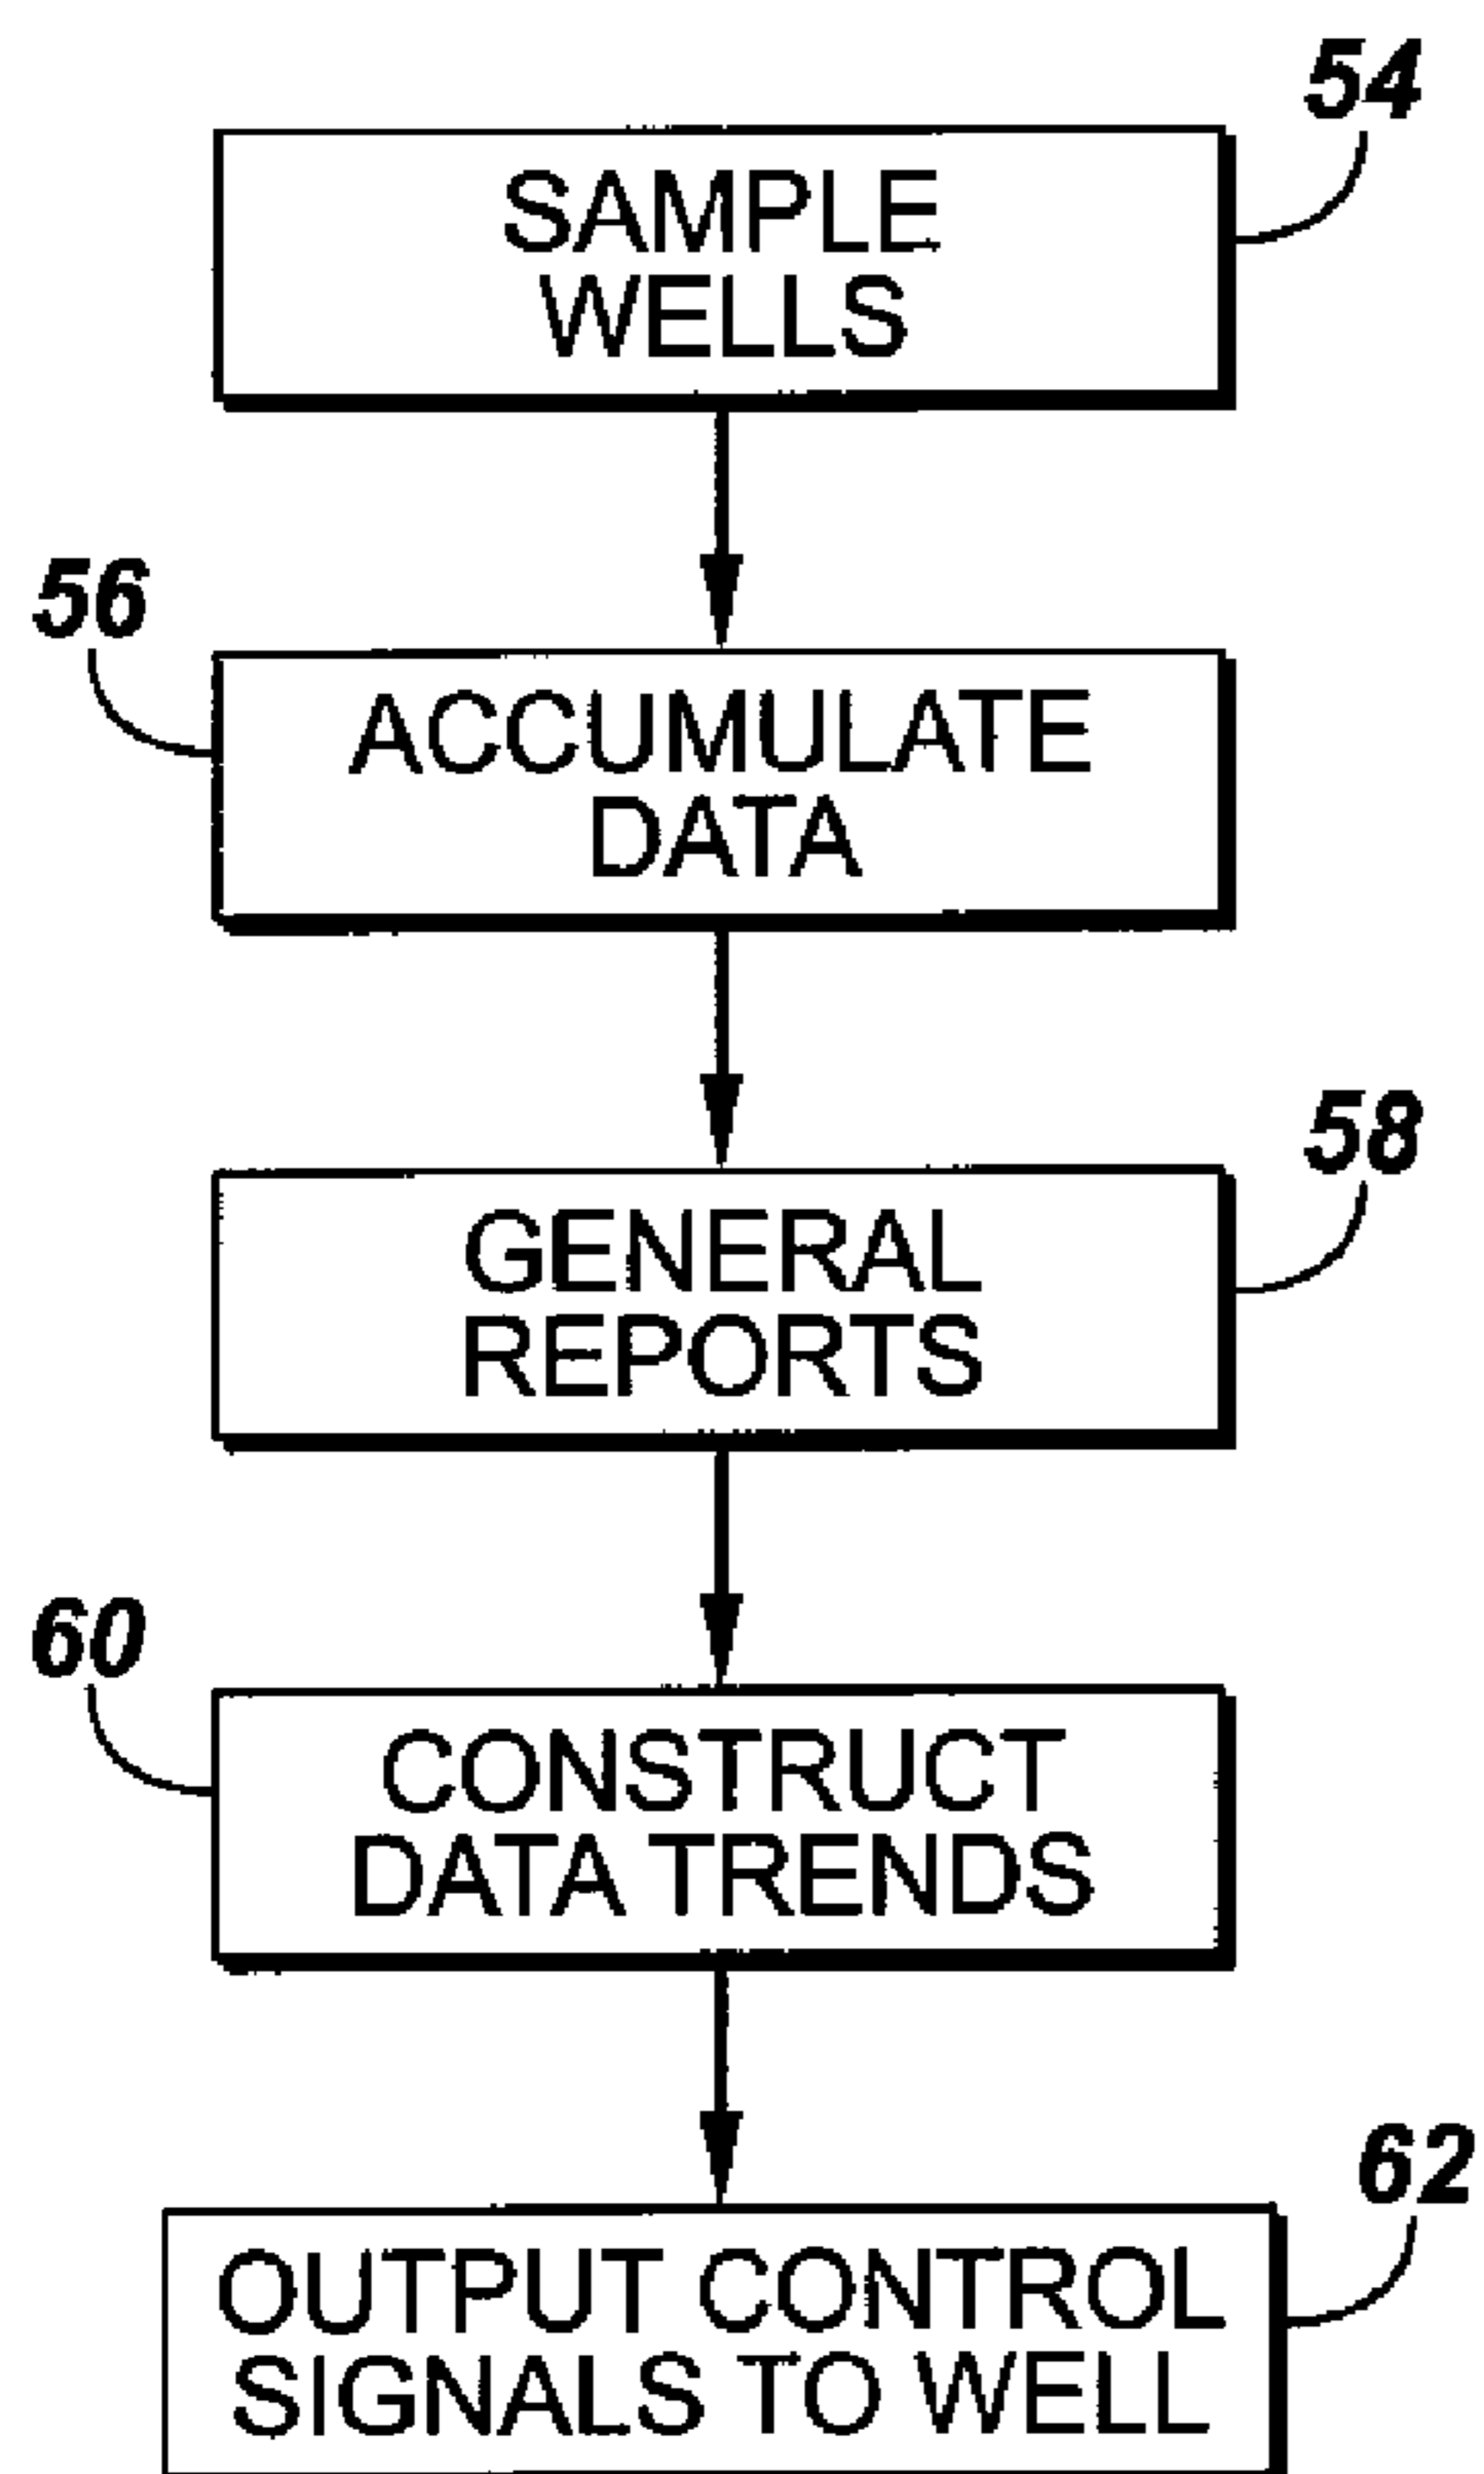 54
SAMPLE
WELLS
56
ACCUMULATE
DATA
58
GENERAL
REPORTS
60
CONSTRUCT
DATA TRENDS
62
OUTPUT CONTROL
SIGNALS TO WELL